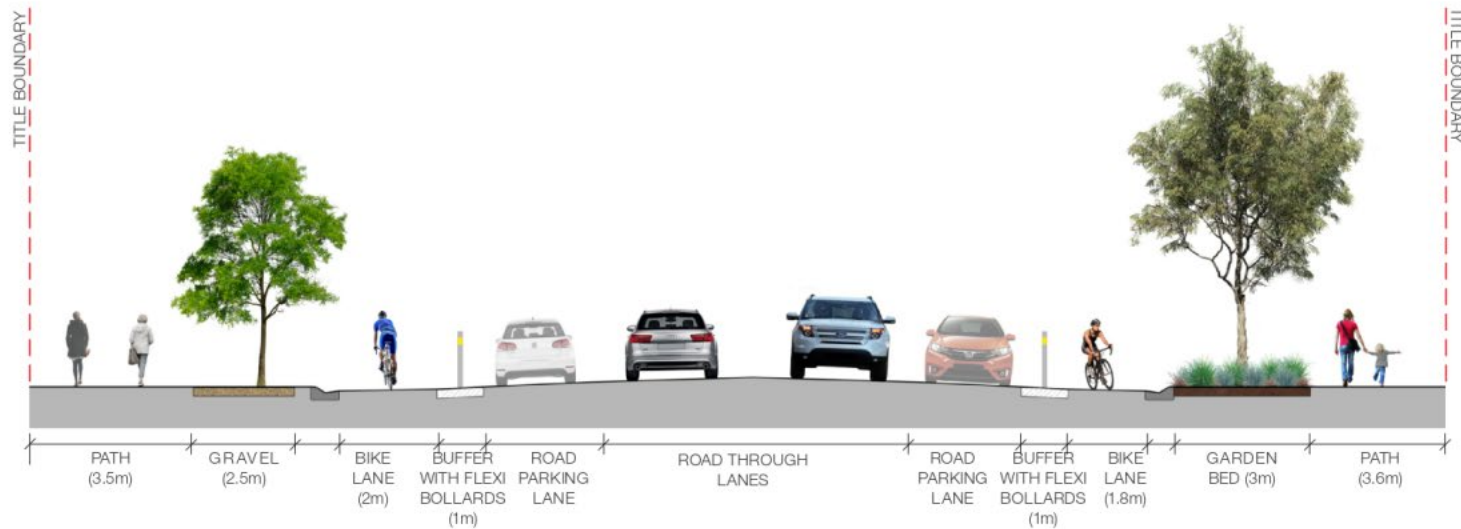 TITLE BOUNDARY
TITLE BOUNDARY
PATH
(3.5m)
GRAVEL
(2.5m)
BIKE
LANE
(2m)
BUFFER
WITH FLEXI
BOLLARDS
(1m)
ROAD
PARKING
LANE
ROAD THROUGH
LANES
ROAD
PARKING
LANE
BUFFER
WITH FLEXI
BOLLARDS
(1m)
BIKE
LANE
(1.8m)
GARDEN
BED (3m)
PATH
(3.6m)